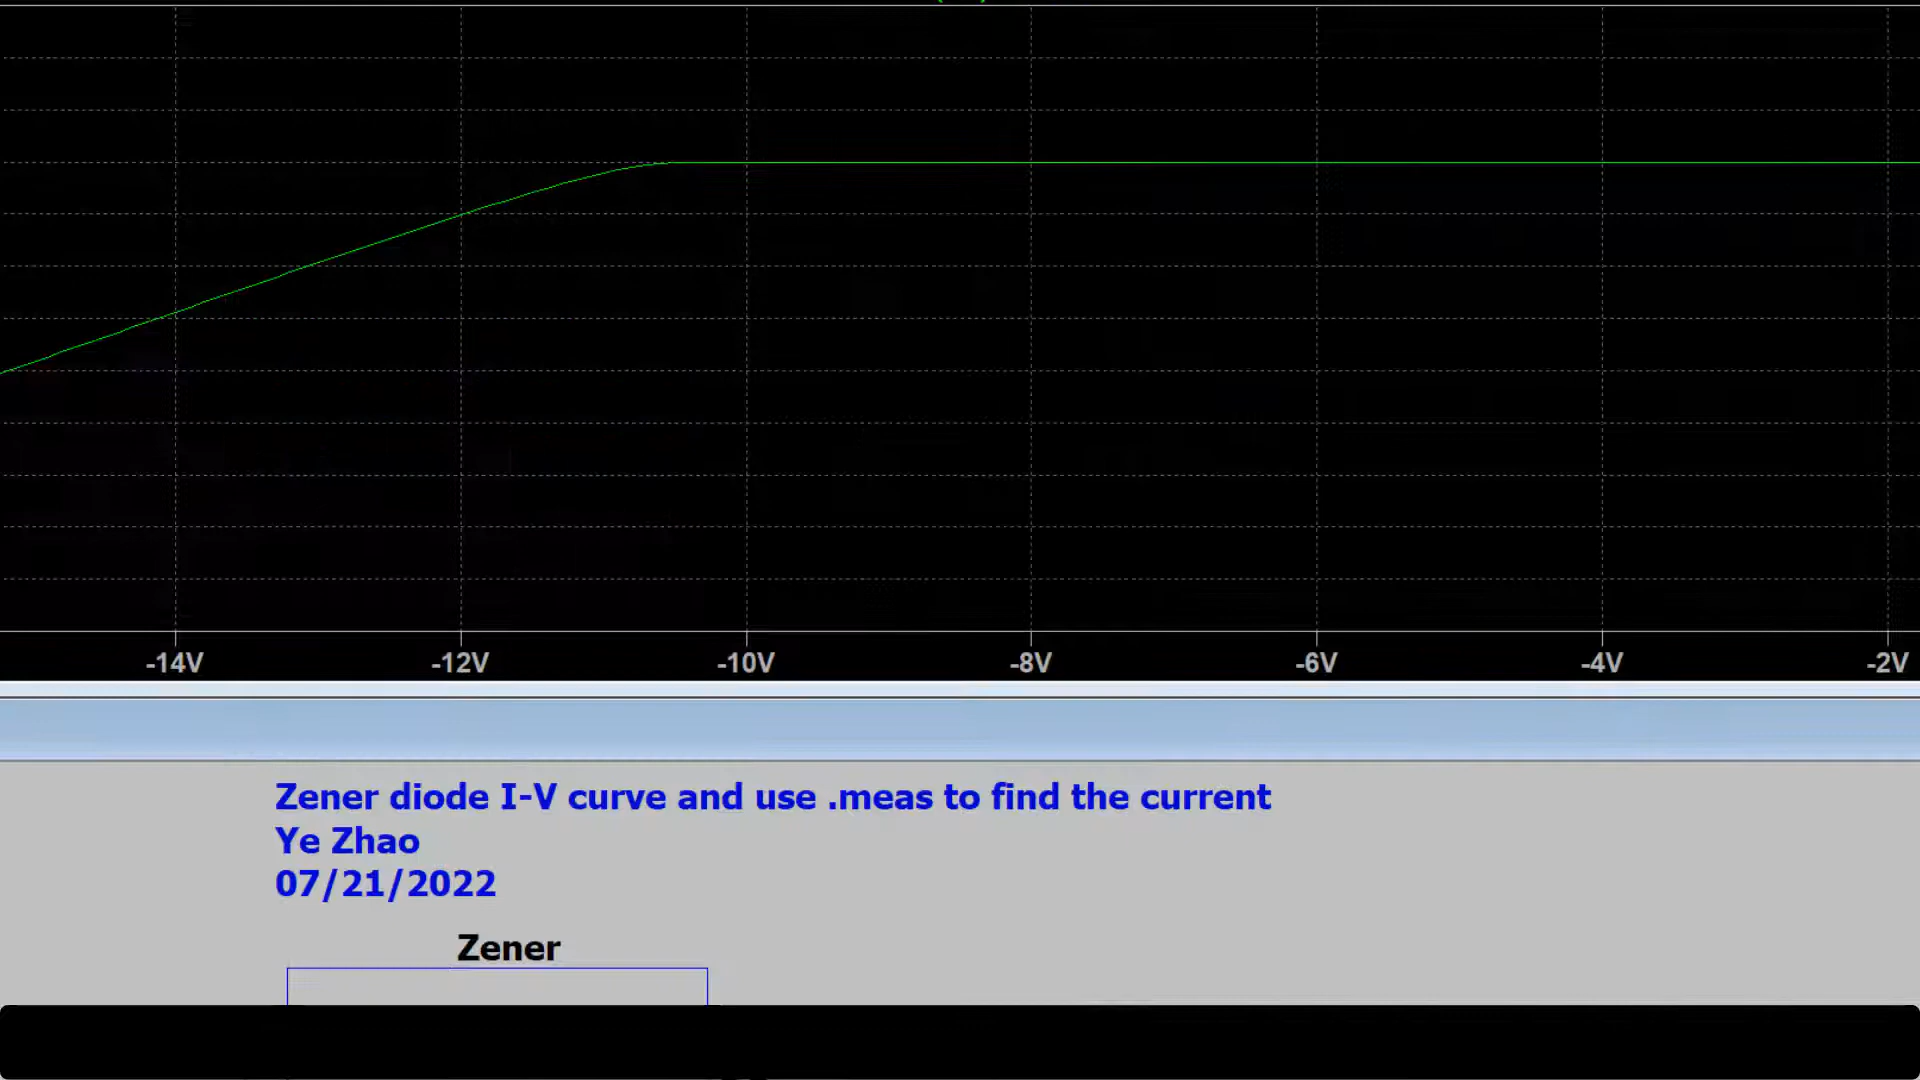 -14V -12V -10V -8V -6V -4V -2V
Zener diode I-V curve and use .meas to find the current
Ye Zhao
07/21/2022
Zener